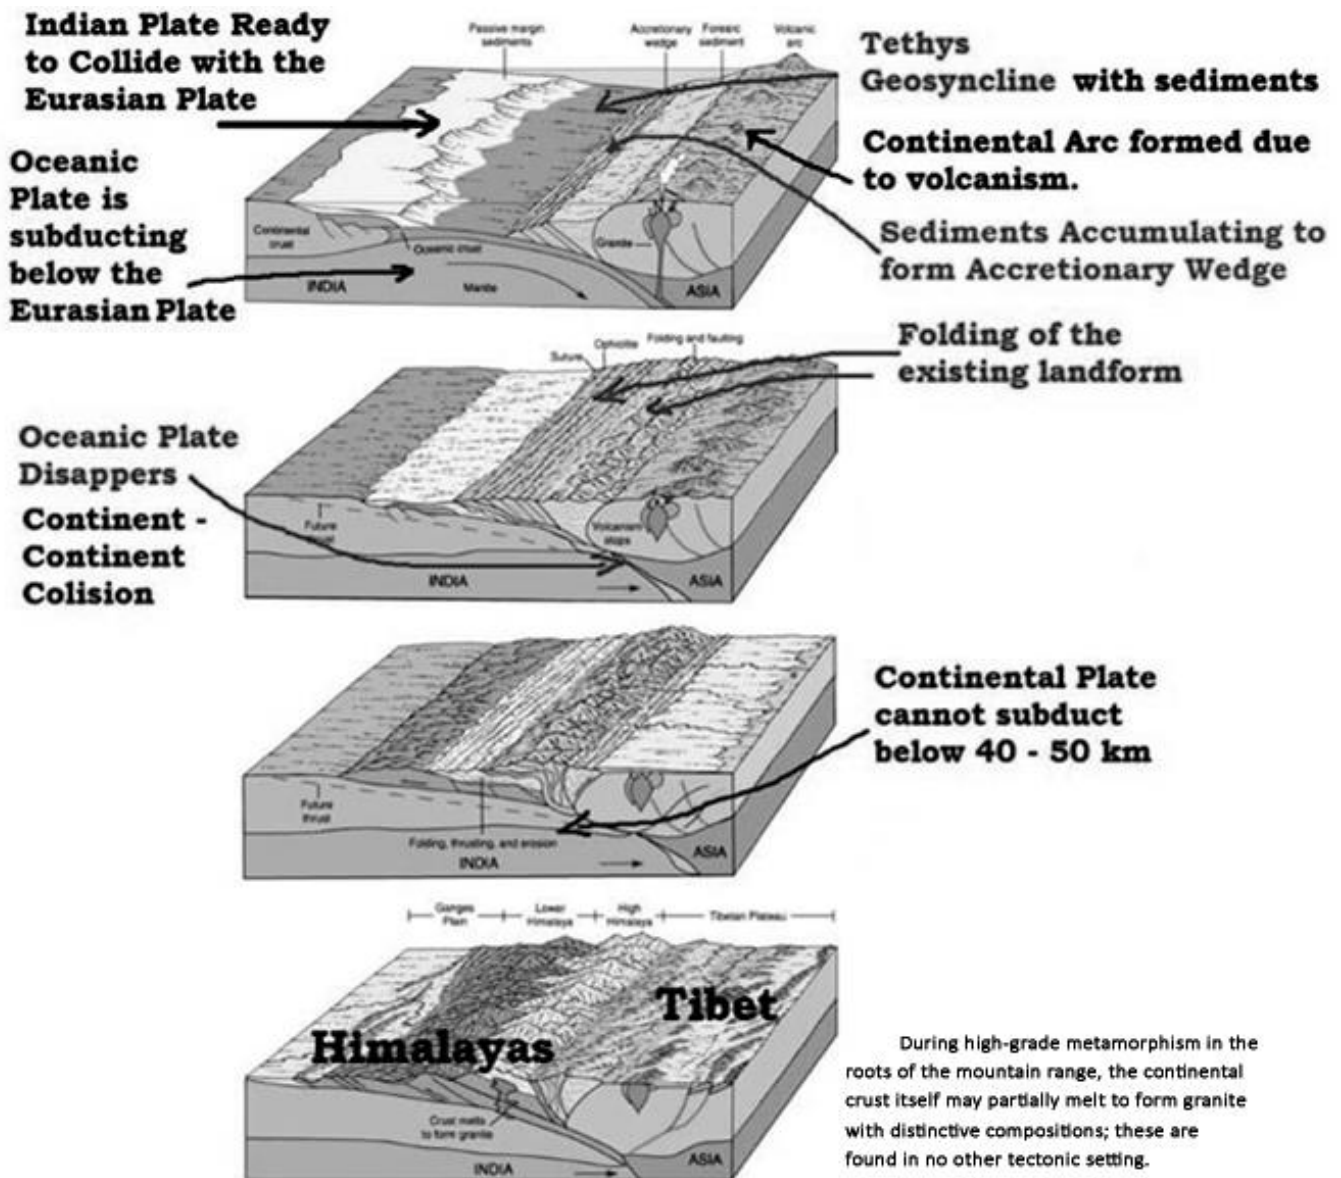 Indian Plate Ready
to Collide with the
Eurasian Plate
Passive margin
sediments
Accretionary
wedge
Forearc
sediment
Volcanic
arc
Tethys
Geosyncline with sediments
Continental Arc formed due
to volcanism.
Sediments Accumulating to
form Accretionary Wedge
Oceanic
Plate is
subducting
below the
Eurasian Plate
Continental
crust
Oceanic crust
Granite
INDIA
Mantle
ASIA
Suture
Ophiolite
Folding and faulting
Folding of the
existing landform
Oceanic Plate
Disappers
Continent -
Continent
Colision
Future
thrust
Volcanism
stops
INDIA
ASIA
Continental Plate
cannot subduct
below 40 - 50 km
Future
thrust
Folding, thrusting, and erosion
INDIA
ASIA
Ganges
Plain
Lower
Himalaya
High
Himalaya
Tibetan Plateau
Tibet
Himalayas
Crust melts
to form granite
INDIA
ASIA
During high-grade metamorphism in the
roots of the mountain range, the continental
crust itself may partially melt to form granite
with distinctive compositions; these are
found in no other tectonic setting.